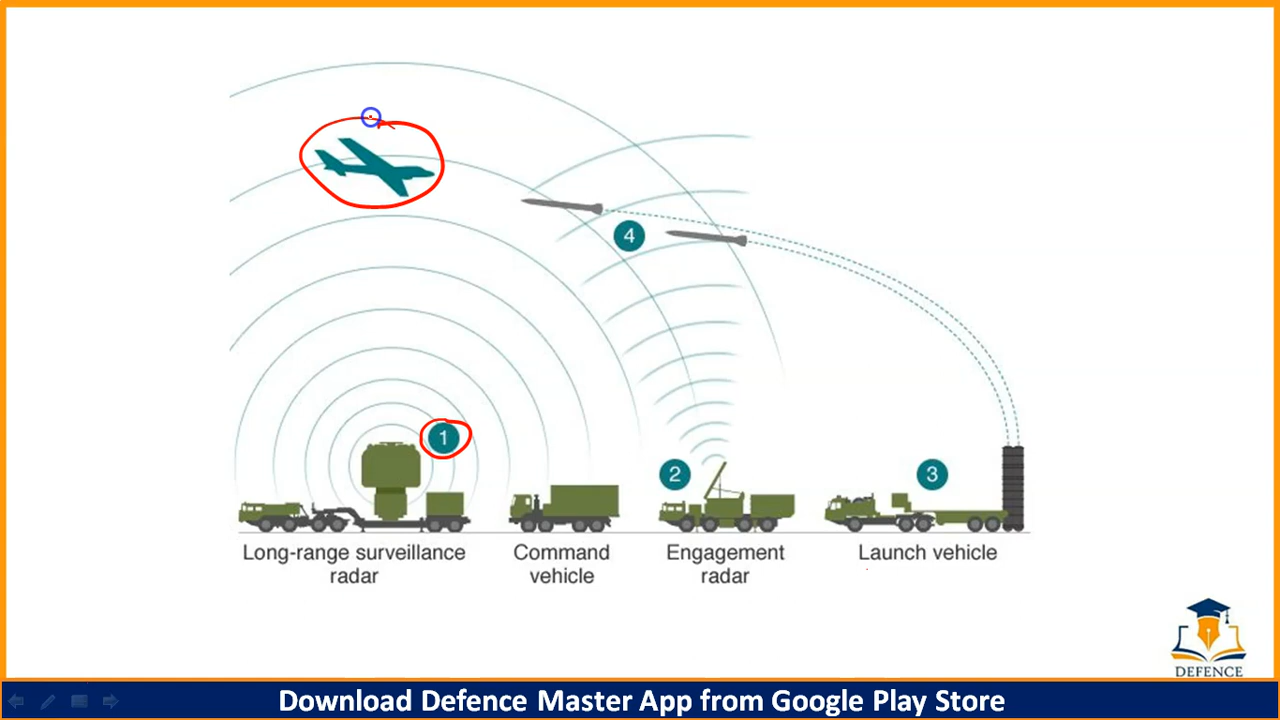 4
1
2
3
Long-range surveillance
radar
Command
vehicle
Engagement
radar
Launch vehicle
DEFENCE
Download Defence Master App from Google Play Store